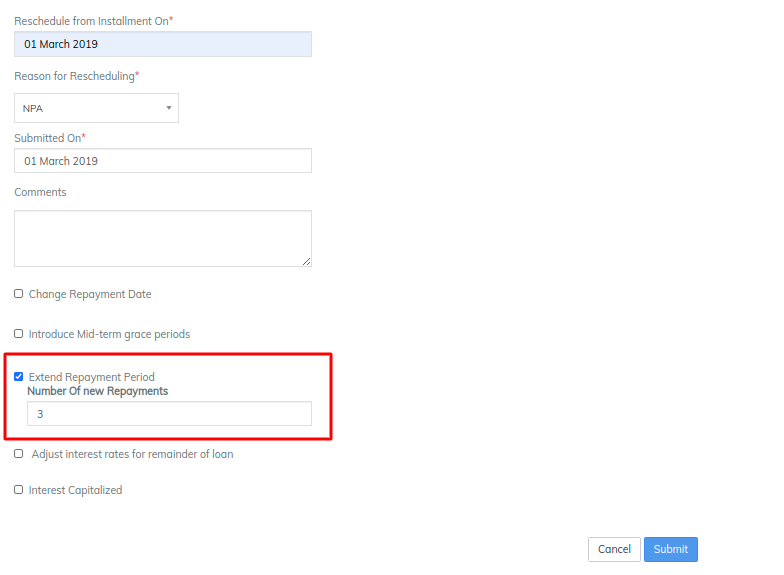 Reschedule from Installment On*
01 March 2019
Reason for Rescheduling*
NPA
Submitted On*
01 March 2019
Comments
Change Repayment Date
Introduce Mid-term grace periods
Extend Repayment Period
Number Of new Repayments
3
Adjust interest rates for remainder of loan
Interest Capitalized
Cancel Submit